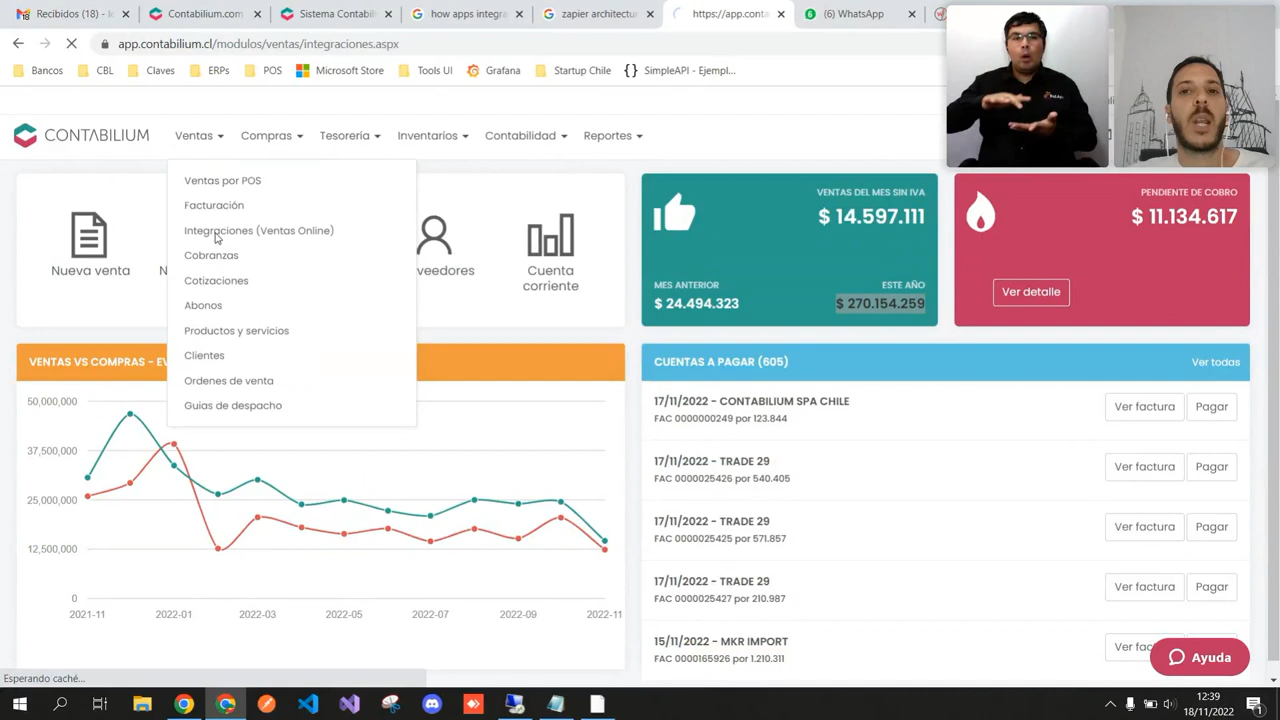 Recibidos (14) - l
Contabilium.com
Sistema Contabili
how apps integra
zapier architectur
https://app.conta
(6) WhatsApp
app.contabilium.cl/modulos/ventas/integraciones.aspx
Bancos
CBL
Claves
ERPs
POS
Microsoft Store
Tools UI
Grafana
Startup Chile
SimpleAPI - Ejempl...
CONTABILIUM
Ventas
Compras
Tesorería
Inventarios
Contabilidad
Reportes
Ventas por POS
Facturación
Integraciones (Ventas Online)
Cobranzas
Cotizaciones
Abonos
Productos y servicios
Clientes
Ordenes de venta
Guias de despacho
Nueva venta
N
veedores
Cuenta
corriente
VENTAS DEL MES SIN IVA
$ 14.597.111
MES ANTERIOR
$ 24.494.323
ESTE AÑO
$ 270.154.259
PENDIENTE DE COBRO
$ 11.134.617
Ver detalle
VENTAS VS COMPRAS - EV
50,000,000
37,500,000
25,000,000
12,500,000
0
2021-11
2022-01
2022-03
2022-05
2022-07
2022-09
2022-11
CUENTAS A PAGAR (605)
Ver todas
17/11/2022 - CONTABILIUM SPA CHILE
FAC 0000000249 por 123.844
Ver factura
Pagar
17/11/2022 - TRADE 29
FAC 0000025426 por 540.405
Ver factura
Pagar
17/11/2022 - TRADE 29
FAC 0000025425 por 571.857
Ver factura
Pagar
17/11/2022 - TRADE 29
FAC 0000025427 por 210.987
Ver factura
Pagar
15/11/2022 - MKR IMPORT
FAC 0000165926 por 1.210.311
Ver fac
Ayuda
Esperando caché...
12:39
18/11/2022